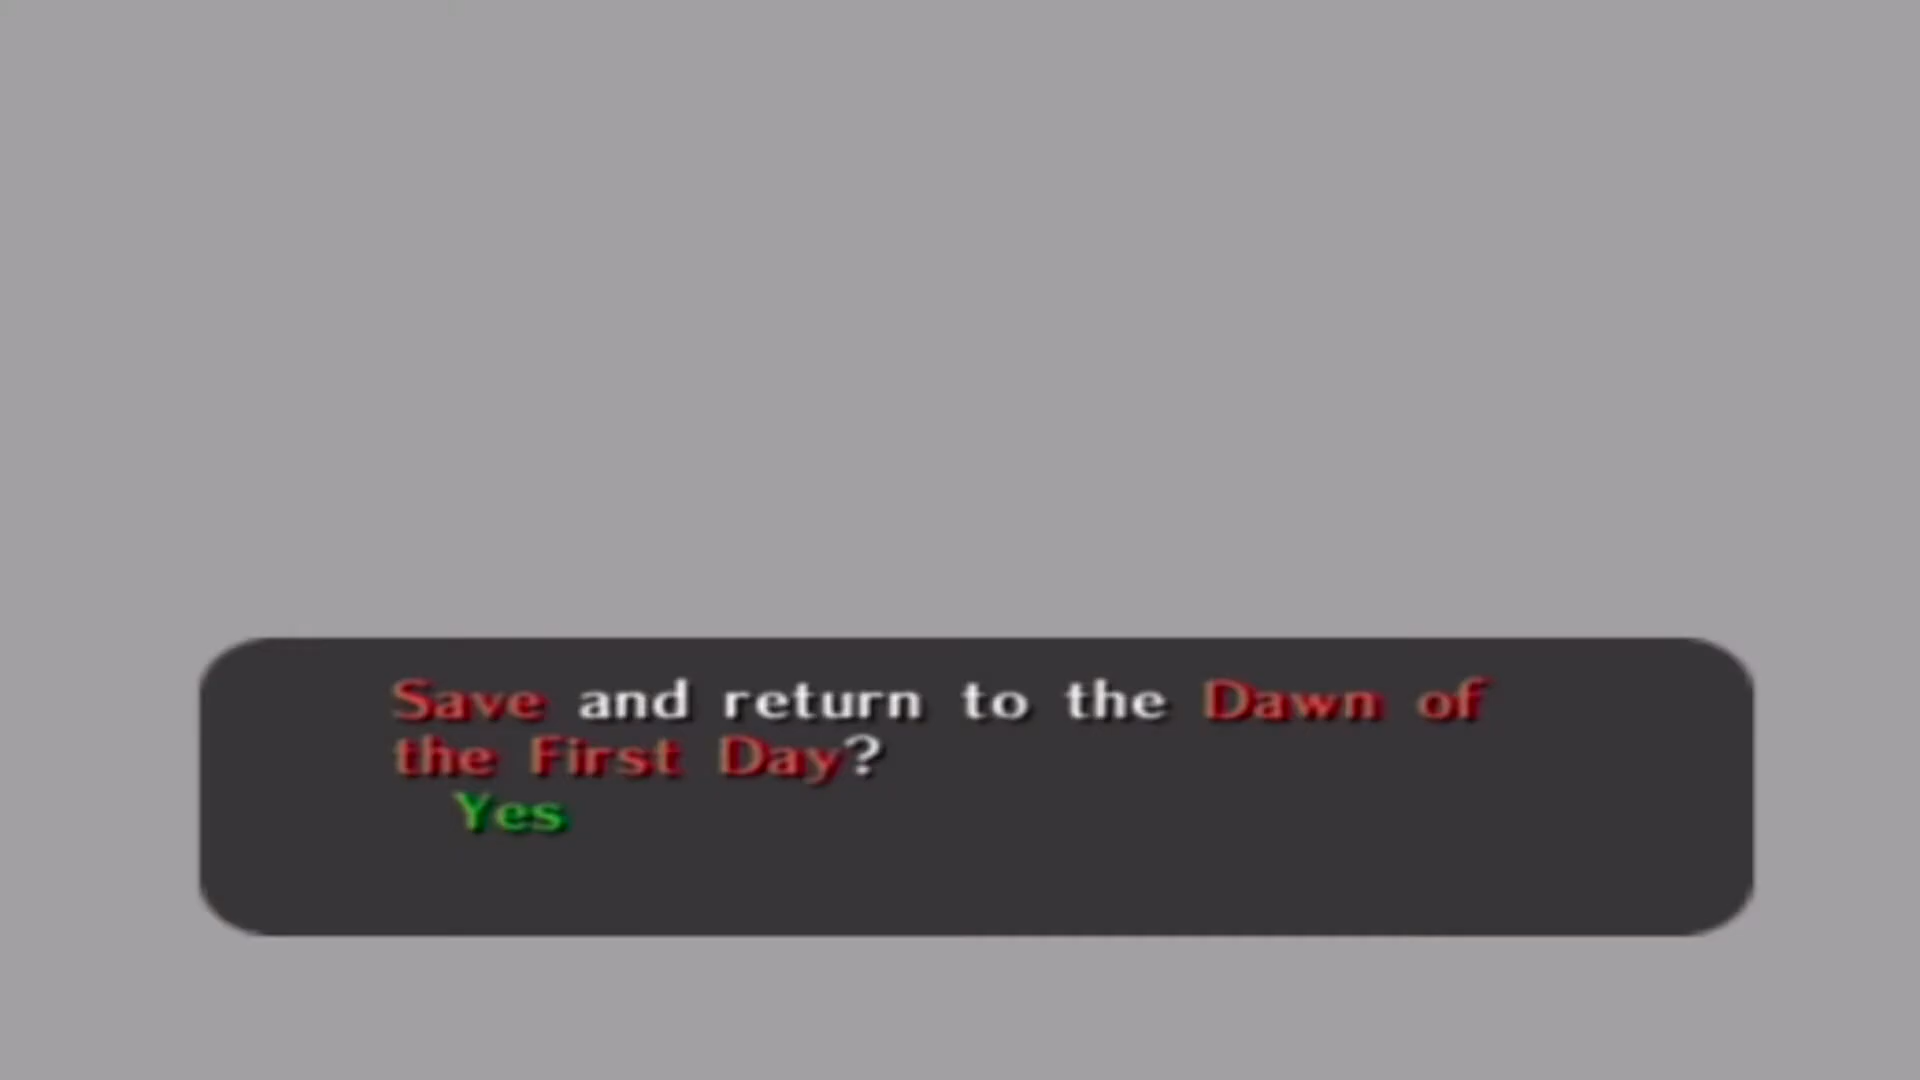 Save and return to the Dawn of
the First Day?
Yes